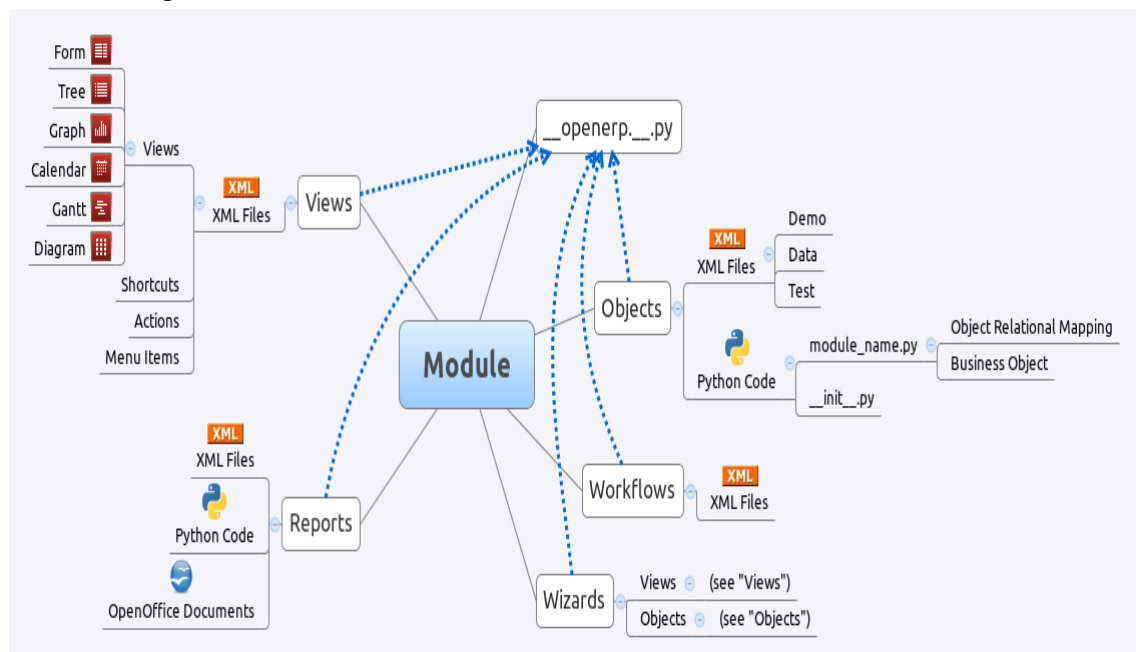 Form
Tree
Graph
Calendar
Gantt
Diagram
Views
XML
XML Files
Views
Shortcuts
Actions
Menu Items
__openerp.__.py
Module
Objects
XML
XML Files
Demo
Data
Test
Python Code
module_name.py
Object Relational Mapping
Business Object
__init__.py
XML
XML Files
Python Code
OpenOffice Documents
Reports
Workflows
XML
XML Files
Wizards
Views
(see "Views")
Objects
(see "Objects")